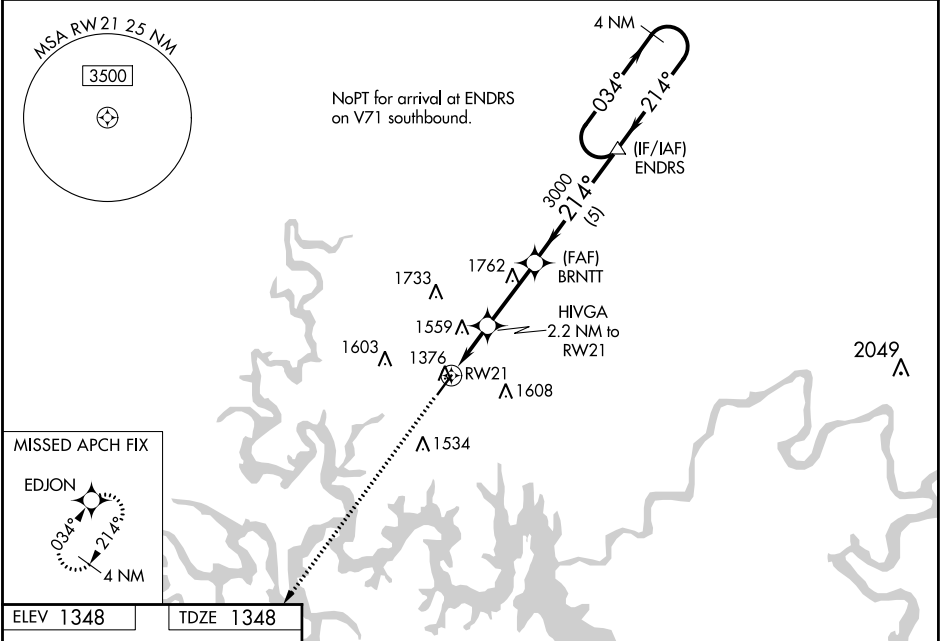 MSA RW21 25 NM
3500
NoPT for arrival at ENDRS
on V71 southbound.
4 NM
034°
214°
(IF/IAF)
ENDRS
3000
214°
(5)
(FAF)
BRNTT
1762
1733
HIVGA
2.2 NM to
RW21
1559
1603
1376
RW21
1608
2049
1534
MISSED APCH FIX
EDJON
034°
214°
4 NM
ELEV 1348
TDZE 1348